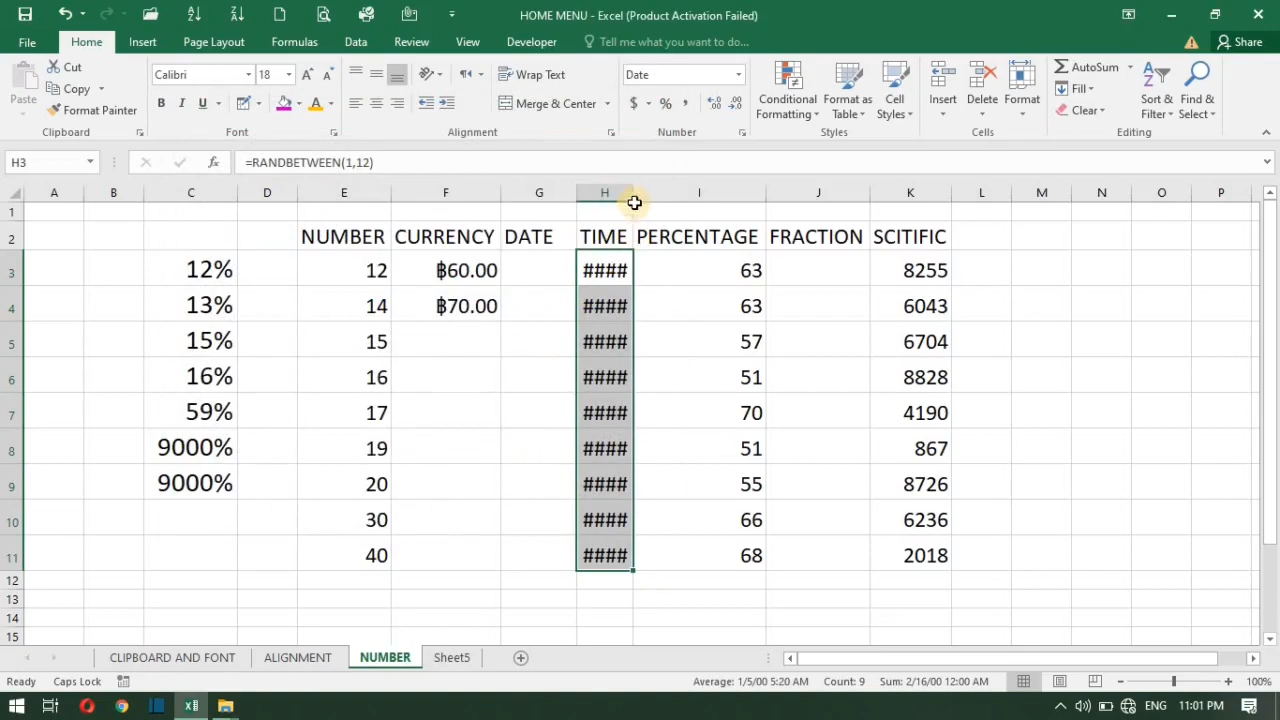 HOME MENU - Excel (Product Activation Failed)
File Home Insert Page Layout Formulas Data Review View Developer Tell me what you want to do... Share
Paste
Cut
Copy
Format Painter
Clipboard
Calibri 18
B I U
Font
Wrap Text
Merge & Center
Alignment
Date
$ % ,
Number
Conditional Formatting
Format as Table
Cell Styles
Styles
Insert
Delete
Format
Cells
AutoSum
Fill
Clear
Sort & Filter
Find & Select
Editing
H3 fx =RANDBETWEEN(1,12)
A B C D E F G H I J K L M N O P
1
2 NUMBER CURRENCY DATE TIME PERCENTAGE FRACTION SCITIFIC
3 12% 12 ฿60.00 #### 63 8255
4 13% 14 ฿70.00 #### 63 6043
5 15% 15 #### 57 6704
6 16% 16 #### 51 8828
7 59% 17 #### 70 4190
8 9000% 19 #### 51 867
9 9000% 20 #### 55 8726
10 30 #### 66 6236
11 40 #### 68 2018
12
13
14
15
CLIPBOARD AND FONT ALIGNMENT NUMBER Sheet5
Ready Caps Lock Average: 1/5/00 5:20 AM Count: 9 Sum: 2/16/00 12:00 AM 100%
ENG 11:01 PM